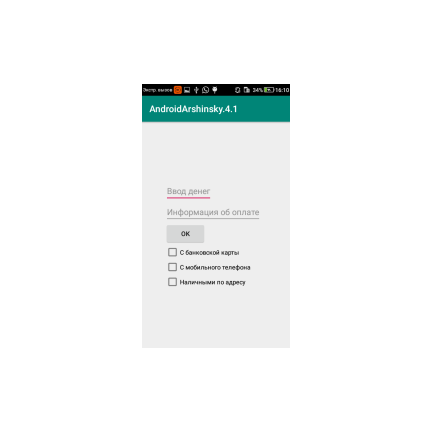 Экстр. вызов 34% 16:10
AndroidArshinsky.4.1
Ввод денег
Информация об оплате
ОК
С банковской карты
С мобильного телефона
Наличными по адресу